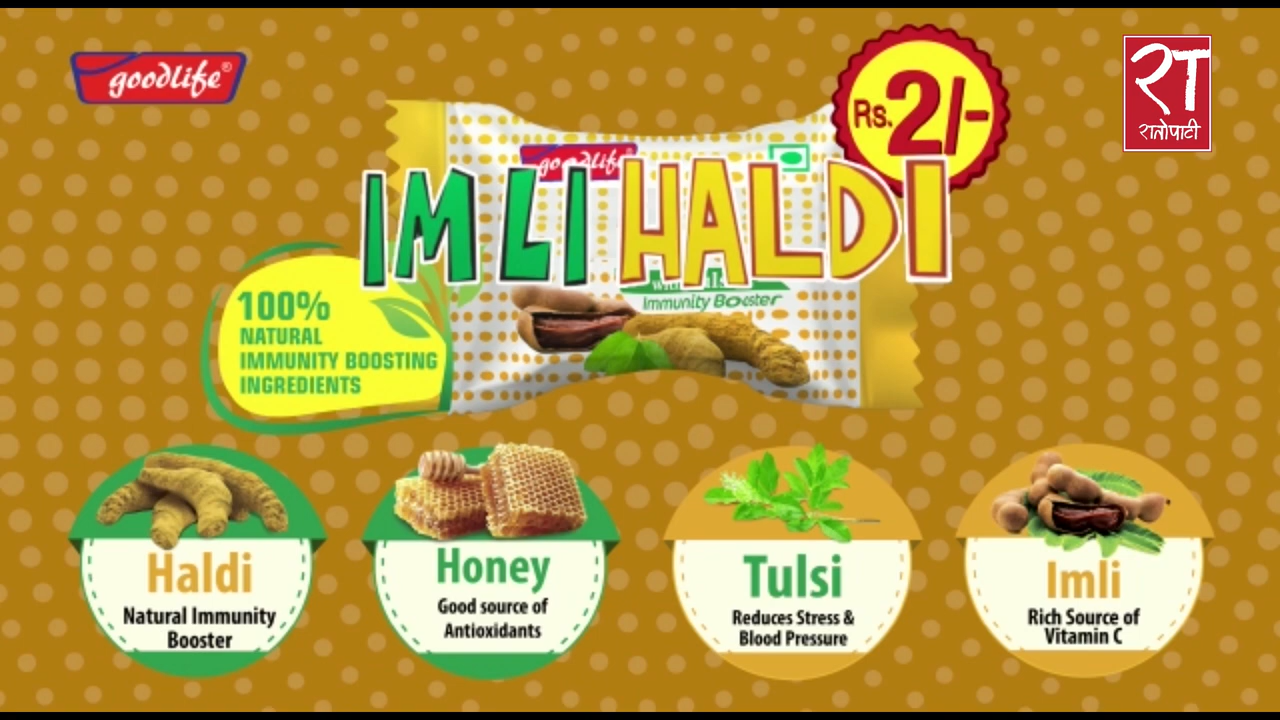 goodlife®
Rs. 2/-
रा
रातोपाटी
goodlife
IMLI HALDI
Immunity Booster
100%
NATURAL
IMMUNITY BOOSTING
INGREDIENTS
Haldi
Natural Immunity
Booster
Honey
Good source of
Antioxidants
Tulsi
Reduces Stress &
Blood Pressure
Imli
Rich Source of
Vitamin C